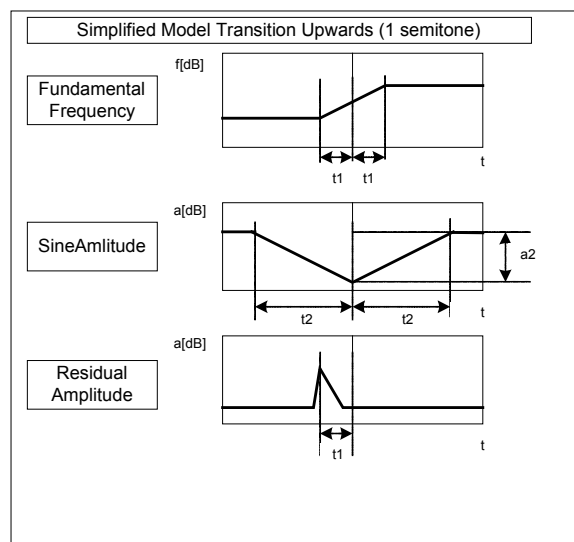 Simplified Model Transition Upwards (1 semitone)
f[dB]
Fundamental
Frequency
t
t1
t1
a[dB]
SineAmlitude
a2
t2
t2
t
a[dB]
Residual
Amplitude
t1
t